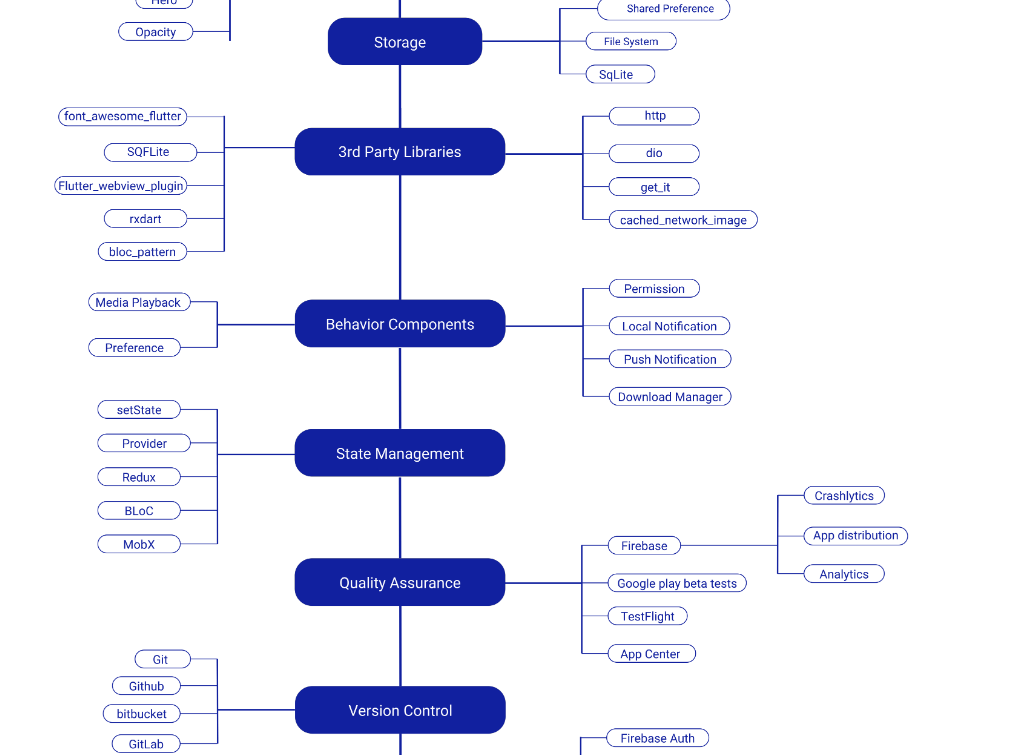 Hero
Opacity
Storage
Shared Preference
File System
SqLite
font_awesome_flutter
SQFLite
Flutter_webview_plugin
rxdart
bloc_pattern
3rd Party Libraries
http
dio
get_it
cached_network_image
Media Playback
Preference
Behavior Components
Permission
Local Notification
Push Notification
Download Manager
setState
Provider
Redux
BLoC
MobX
State Management
Quality Assurance
Firebase
Google play beta tests
TestFlight
App Center
Crashlytics
App distribution
Analytics
Git
Github
bitbucket
GitLab
Version Control
Firebase Auth